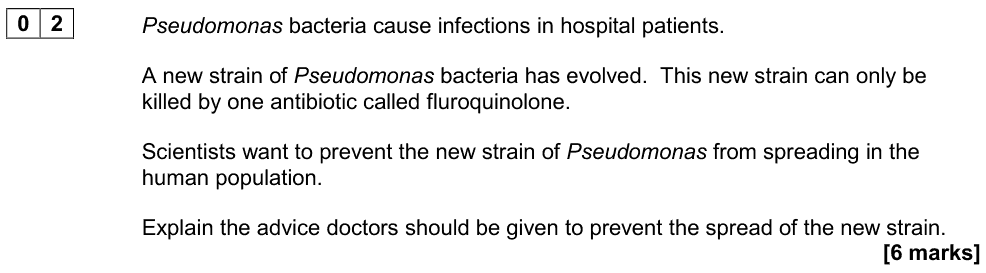 0 2 Pseudomonas bacteria cause infections in hospital patients.
A new strain of Pseudomonas bacteria has evolved. This new strain can only be
killed by one antibiotic called fluroquinolone.
Scientists want to prevent the new strain of Pseudomonas from spreading in the
human population.
Explain the advice doctors should be given to prevent the spread of the new strain.
[6 marks]